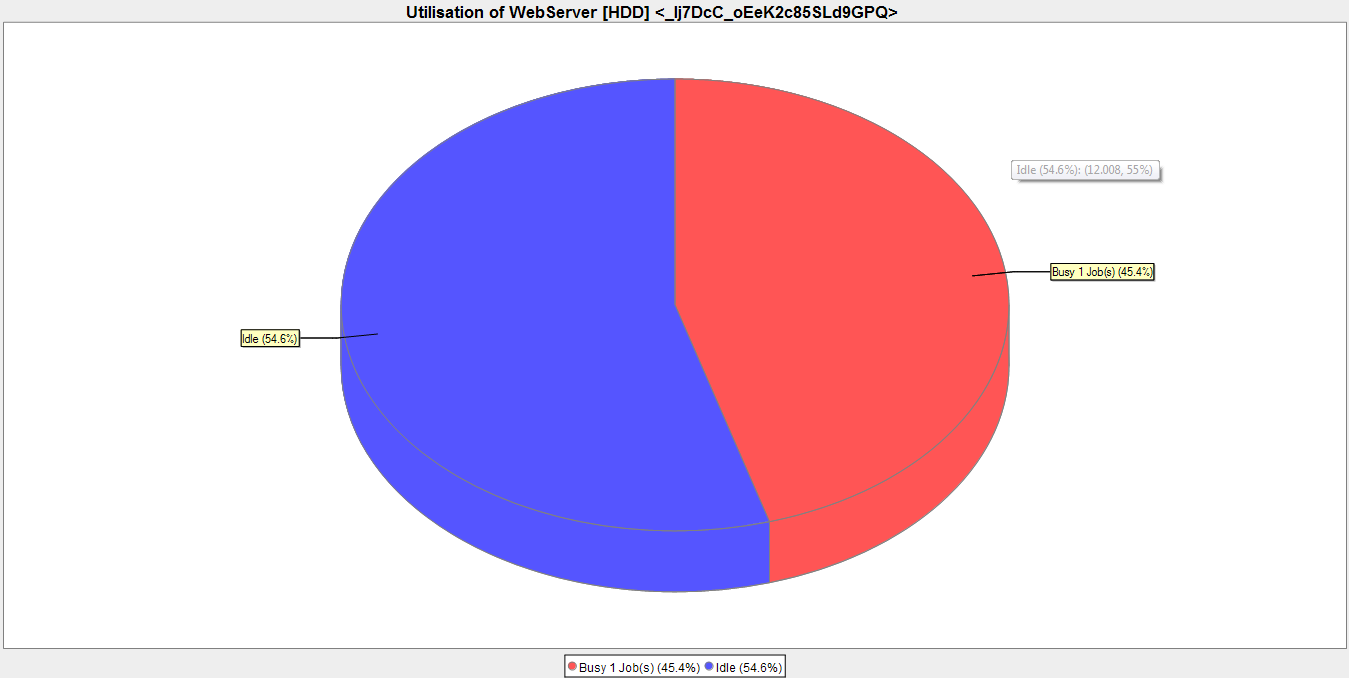 Utilisation of WebServer [HDD] <_Ij7DcC_oEeK2c85SLd9GPQ>
Idle (54.6%): (12.008, 55%)
Busy 1 Job(s) (45.4%)
Idle (54.6%)
Busy 1 Job(s) (45.4%) Idle (54.6%)